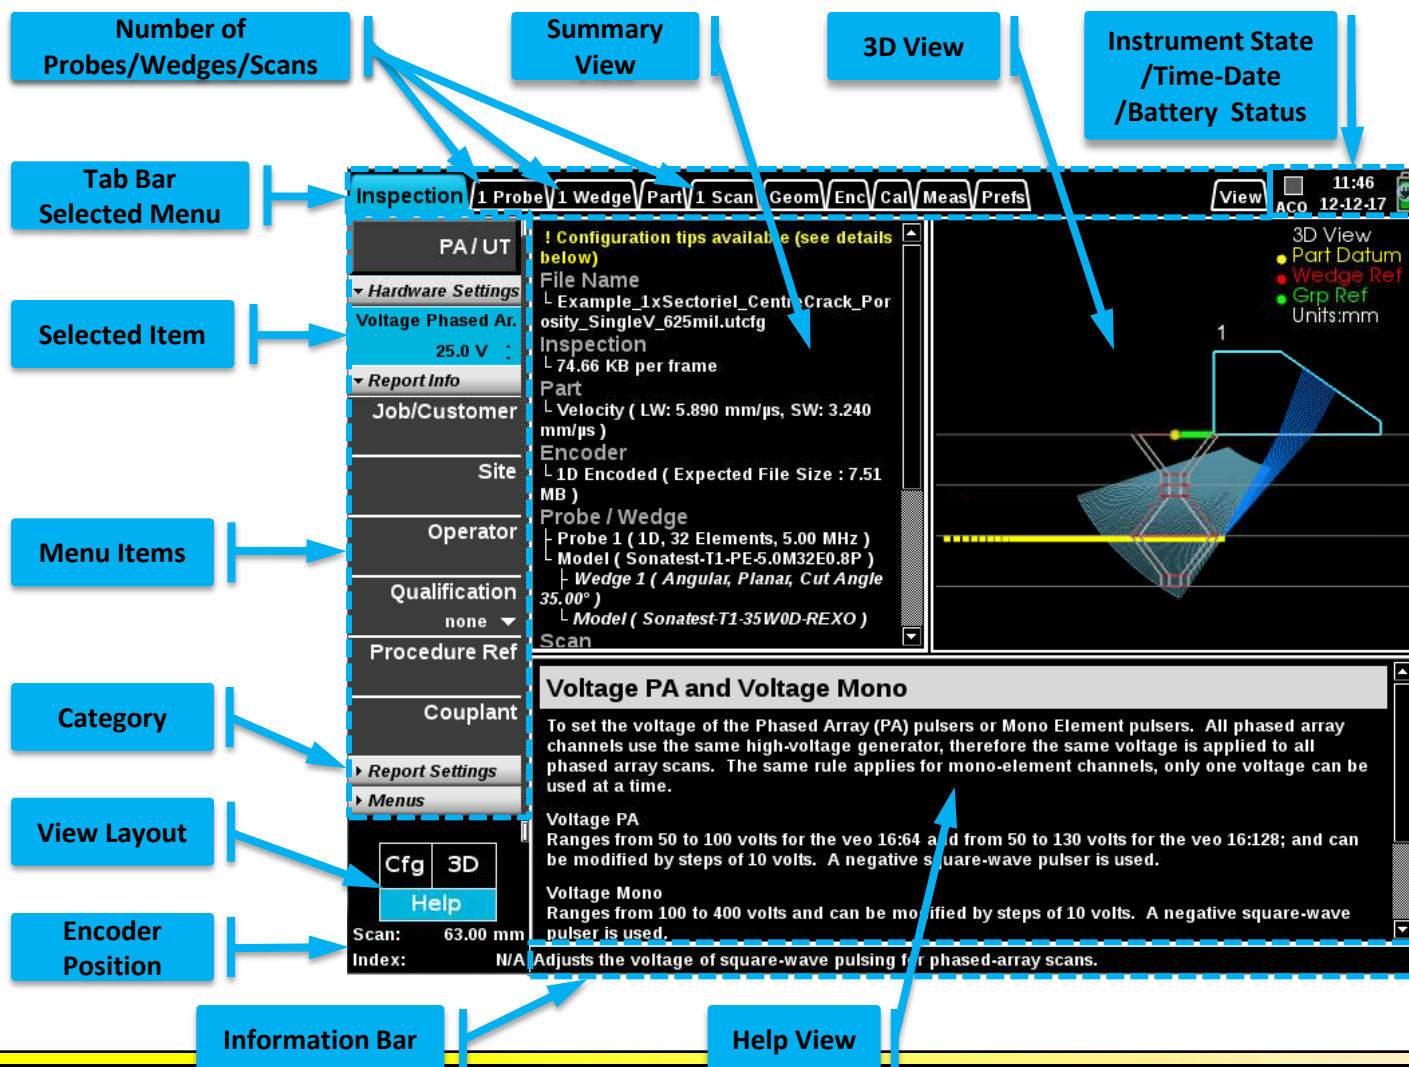 Number of
Probes/Wedges/Scans
Summary
View
3D View
Instrument State
/Time-Date
/Battery Status
Tab Bar
Selected Menu
Selected Item
Menu Items
Category
View Layout
Encoder
Position
Information Bar
Help View
Inspection
1 Probe
1 Wedge
Part
1 Scan
Geom
Enc
Cal
Meas
Prefs
View
11:46
ACO 12-12-17
PA / UT
Hardware Settings
Voltage Phased Ar.
25.0 V
Report Info
Job/Customer
Site
Operator
Qualification
none
Procedure Ref
Couplant
Report Settings
Menus
Cfg
3D
Help
Scan: 63.00 mm
Index: N/A
! Configuration tips available (see details
below)
File Name
Example_1xSectoriel_CentreCrack_Por
osity_SingleV_625mil.utcfg
Inspection
74.66 KB per frame
Part
Velocity ( LW: 5.890 mm/µs, SW: 3.240
mm/µs )
Encoder
1D Encoded ( Expected File Size : 7.51
MB )
Probe / Wedge
Probe 1 ( 1D, 32 Elements, 5.00 MHz )
Model ( Sonatest-T1-PE-5.0M32E0.8P )
Wedge 1 ( Angular, Planar, Cut Angle
35.00° )
Model ( Sonatest-T1-35W0D-REXO )
Scan
3D View
Part Datum
Wedge Ref
Grp Ref
Units:mm
1
Voltage PA and Voltage Mono
To set the voltage of the Phased Array (PA) pulsers or Mono Element pulsers. All phased array
channels use the same high-voltage generator, therefore the same voltage is applied to all
phased array scans. The same rule applies for mono-element channels, only one voltage can be
used at a time.
Voltage PA
Ranges from 50 to 100 volts for the veo 16:64 and from 50 to 130 volts for the veo 16:128; and can
be modified by steps of 10 volts. A negative square-wave pulser is used.
Voltage Mono
Ranges from 100 to 400 volts and can be modified by steps of 10 volts. A negative square-wave
pulser is used.
Adjusts the voltage of square-wave pulsing for phased-array scans.